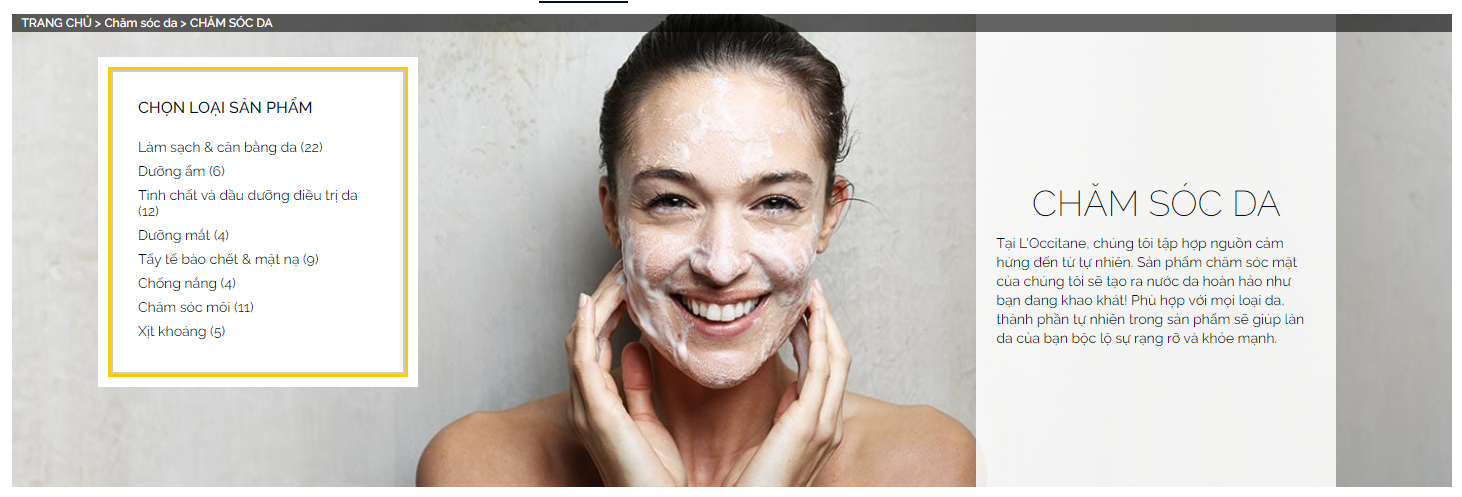 TRANG CHỦ > Chăm sóc da > CHĂM SÓC DA
CHỌN LOẠI SẢN PHẨM
Làm sạch & cân bằng da (22)
Dưỡng ẩm (6)
Tinh chất và dầu dưỡng điều trị da
(12)
Dưỡng mắt (4)
Tẩy tế bào chết & mặt nạ (9)
Chống nắng (4)
Chăm sóc môi (11)
Xịt khoáng (5)
CHĂM SÓC DA
Tại L'Occitane, chúng tôi tập hợp nguồn cảm
hứng đến từ tự nhiên. Sản phẩm chăm sóc mặt
của chúng tôi sẽ tạo ra nước da hoàn hảo như
bạn đang khao khát! Phù hợp với mọi loại da,
thành phần tự nhiên trong sản phẩm sẽ giúp làn
da của bạn bộc lộ sự rạng rỡ và khỏe mạnh.